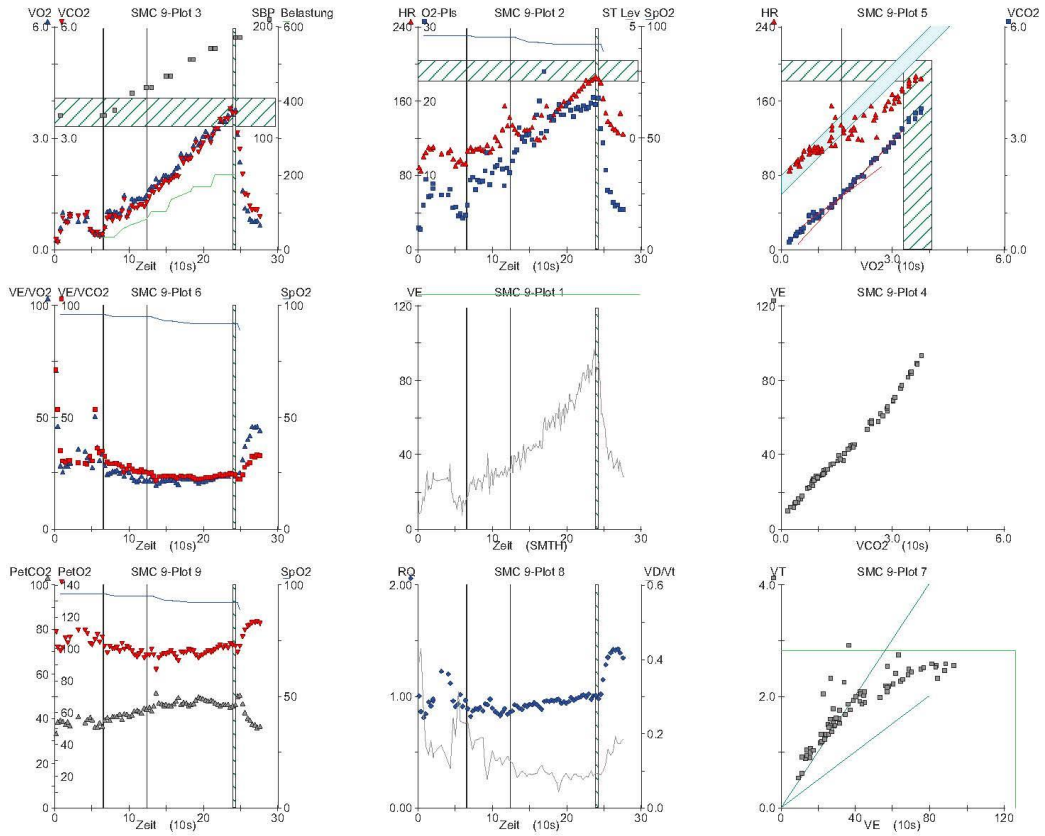 VO2 VCO2 SMC 9-Plot 3 SBP Belastung
6.0 6.0 200 600
400
3.0 3.0 100
200
0.0 0
0 10 20 30
Zeit (10s)
HR O2-Pls SMC 9-Plot 2 ST Lev SpO2
240 30 5 100
160 20
50
80 10
0 0
0 10 20 30
Zeit (10s)
HR SMC 9-Plot 5 VCO2
240 6.0
160
3.0
80
0 0.0
0.0 3.0 6.0
VO2 (10s)
VE/VO2 VE/VCO2 SMC 9-Plot 6 SpO2
100 100 100
50 50 50
0 0
0 10 20 30
Zeit (10s)
VE SMC 9-Plot 1
120
80
40
0
0 10 20 30
Zeit (SMTH)
VE SMC 9-Plot 4
120
80
40
0
0.0 3.0 6.0
VCO2 (10s)
PetCO2 PetO2 SMC 9-Plot 9 SpO2
100 140 100
90
120
80
70 100
60
80
50 50
40 60
30
40
20
20
10
0 0
0 10 20 30
Zeit (10s)
RQ SMC 9-Plot 8 VD/Vt
2.00 0.6
0.4
1.00
0.2
0.00 0.0
0 10 20 30
Zeit (10s)
VT SMC 9-Plot 7
4.0
2.0
0.0
0 40 80 120
VE (10s)